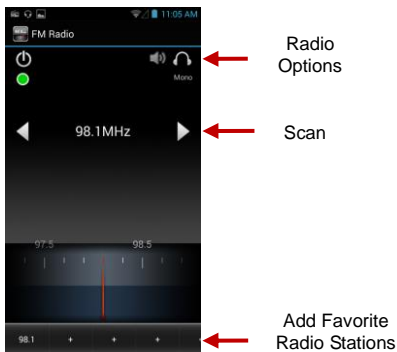 11:05 AM
FM Radio
Radio
Options
Mono
98.1MHz
Scan
97.5 98.5
Add Favorite
Radio Stations
98.1 + + +